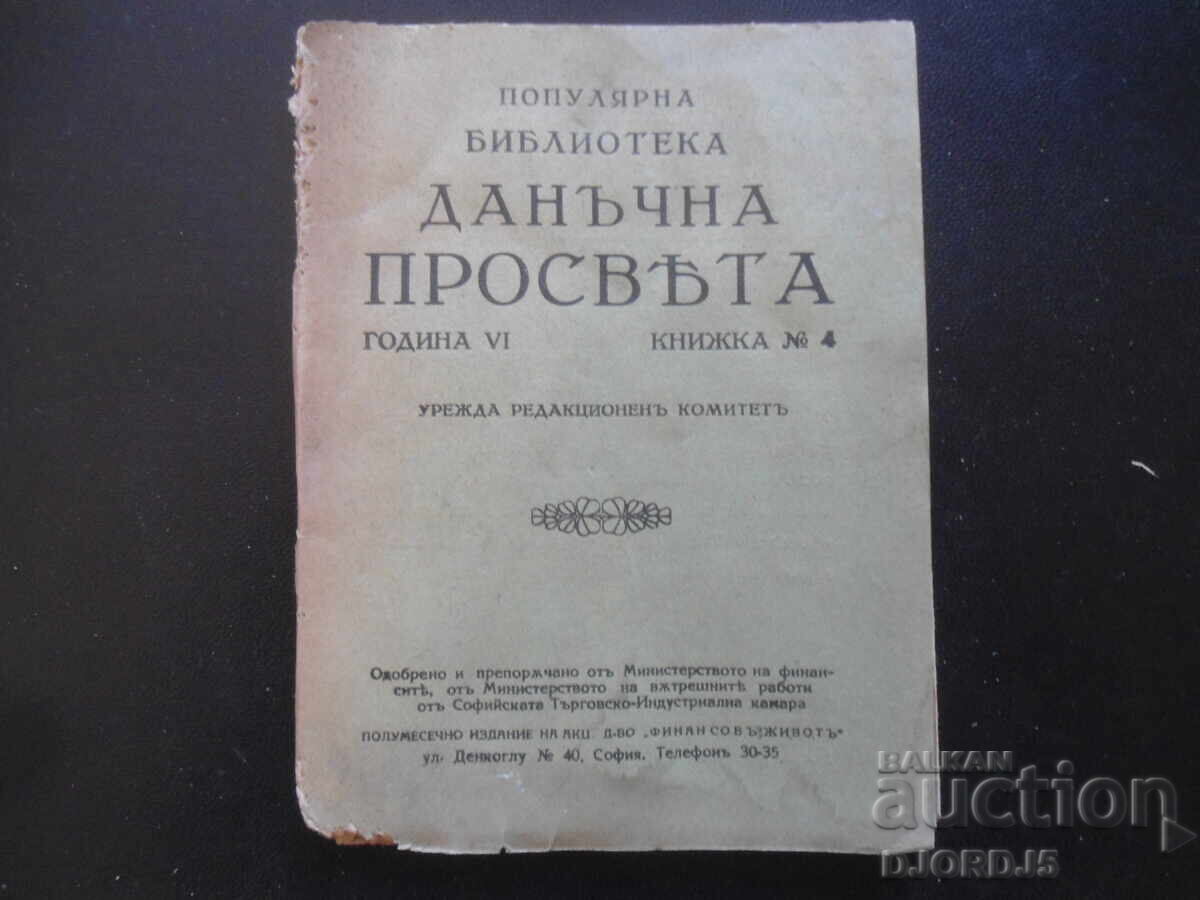 ПОПУЛЯРНА
БИБЛИОТЕКА
ДАНЪЧНА
ПРОСВѢТА
ГОДИНА VI КНИЖКА № 4
УРЕЖДА РЕДАКЦИОНЕНЪ КОМИТЕТЪ
Одобрено и препорѫчано отъ Министерството на финан-
ситѣ, отъ Министерството на вѫтрешнитѣ работи
отъ Софийската Търговско-Индустриална камара
ПОЛУМЕСЕЧНО ИЗДАНИЕ НА АКЦ. Д-ВО „ФИНАНСОВЪ ЖИВОТЪ“
ул. Денкоглу № 40, София. Телефонъ 30-35
BALKAN
auction
DJORDJ5